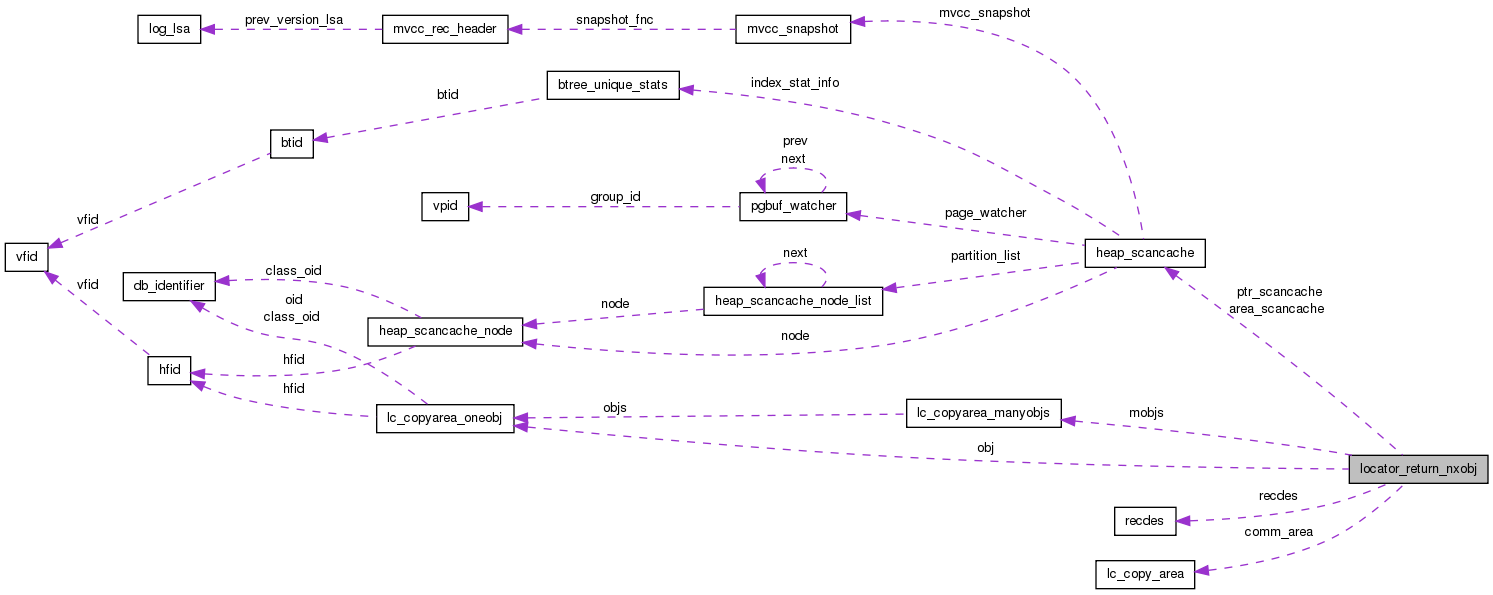 mvcc_snapshot
prev_version_lsa
snapshot_fnc
log_lsa
mvcc_rec_header
mvcc_snapshot
index_stat_info
btree_unique_stats
btid
prev
btid
next
group_id
vpid
pgbuf_watcher
page_watcher
vfid
heap_scancache
vfid
next
partition_list
class_oid
vfid
db_identifier
ptr_scancache
oid
heap_scancache_node_list
node
area_scancache
class_oid
heap_scancache_node
node
hfid
hfid
hfid
objs
lc_copyarea_manyobjs
mobjs
lc_copyarea_oneobj
obj
locator_return_nxobj
recdes
recdes
comm_area
lc_copy_area